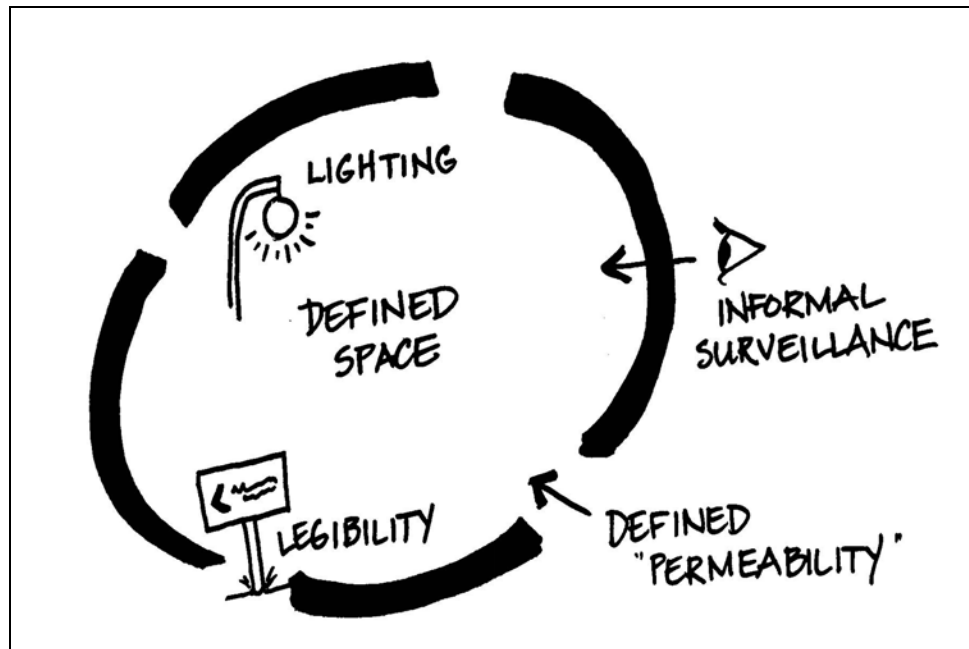 LIGHTING
DEFINED
SPACE
INFORMAL
SURVEILLANCE
LEGIBILITY
DEFINED
"PERMEABILITY"